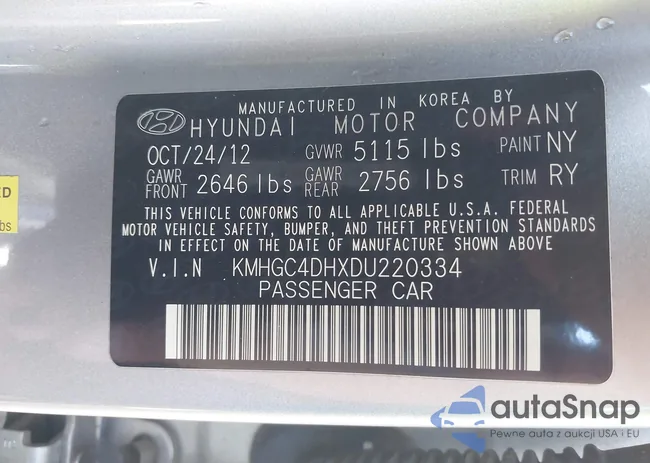 MANUFACTURED IN KOREA BY
HYUNDAI MOTOR COMPANY
OCT/24/12 GVWR 5115 lbs PAINT NY
GAWR FRONT 2646 lbs GAWR REAR 2756 lbs TRIM RY
THIS VEHICLE CONFORMS TO ALL APPLICABLE U.S.A. FEDERAL
MOTOR VEHICLE SAFETY, BUMPER, AND THEFT PREVENTION STANDARDS
IN EFFECT ON THE DATE OF MANUFACTURE SHOWN ABOVE
V.I.N KMHGC4DHXDU220334
PASSENGER CAR
ED
lbs
autaSnap
Pewne auta z aukcji USA i EU